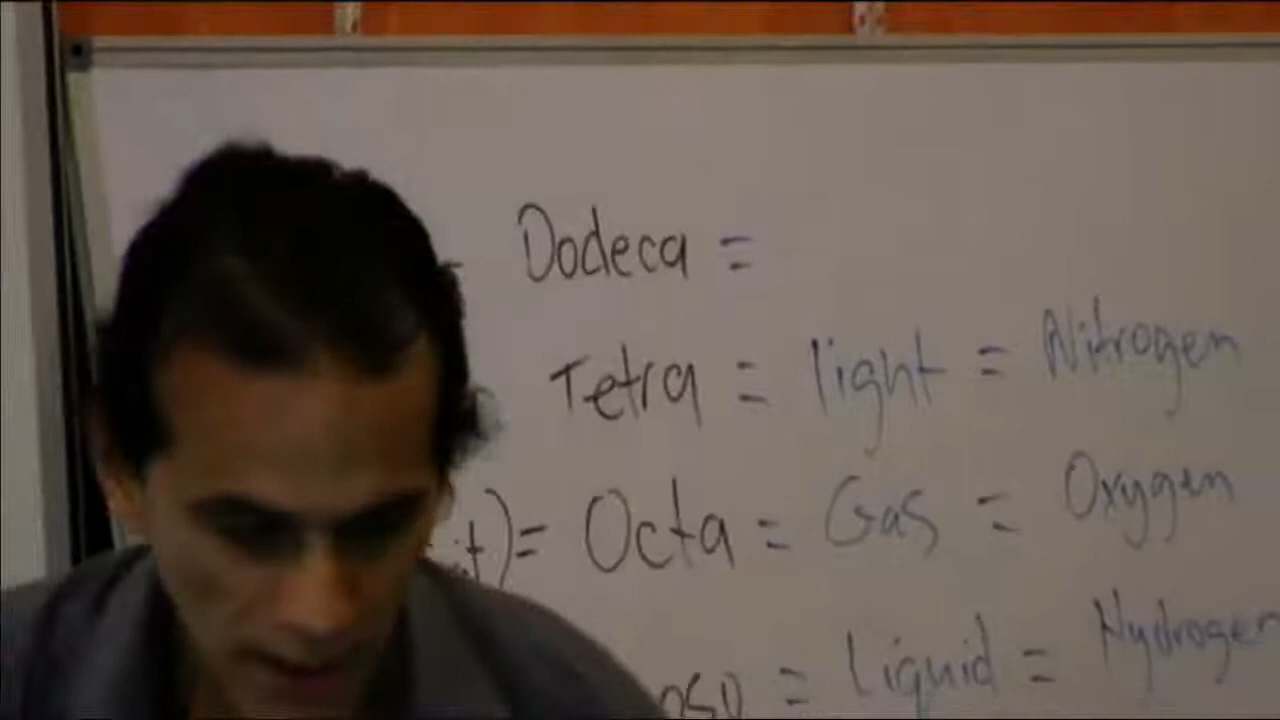 Dodeca =
Tetra = light = Nitrogen
)= Octa = Gas = Oxygen
= liquid = Hydrogen